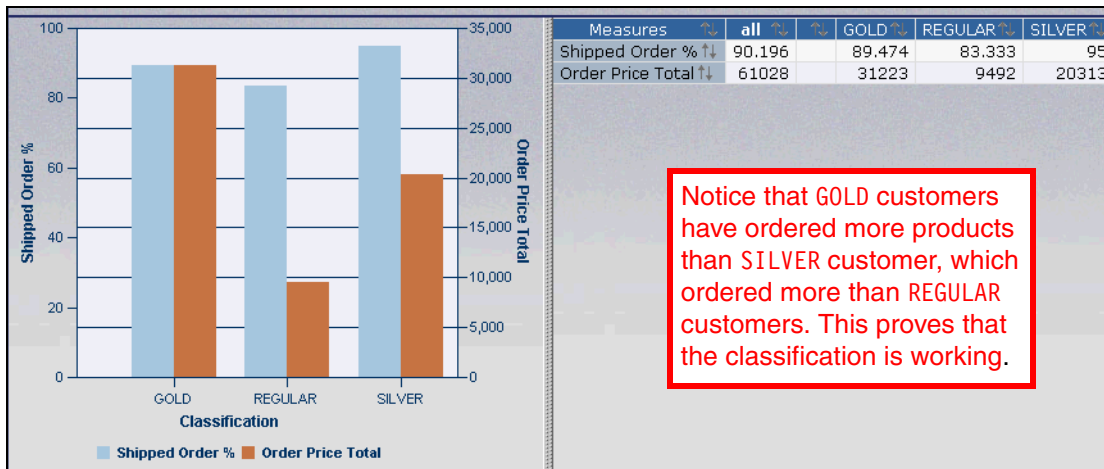 100
80
60
40
20
0
Shipped Order %
35,000
30,000
25,000
20,000
15,000
10,000
5,000
0
Order Price Total
GOLD REGULAR SILVER
Classification
Shipped Order % Order Price Total
Measures all GOLD REGULAR SILVER
Shipped Order % 90.196 89.474 83.333 95
Order Price Total 61028 31223 9492 20313
Notice that GOLD customers
have ordered more products
than SILVER customer, which
ordered more than REGULAR
customers. This proves that
the classification is working.